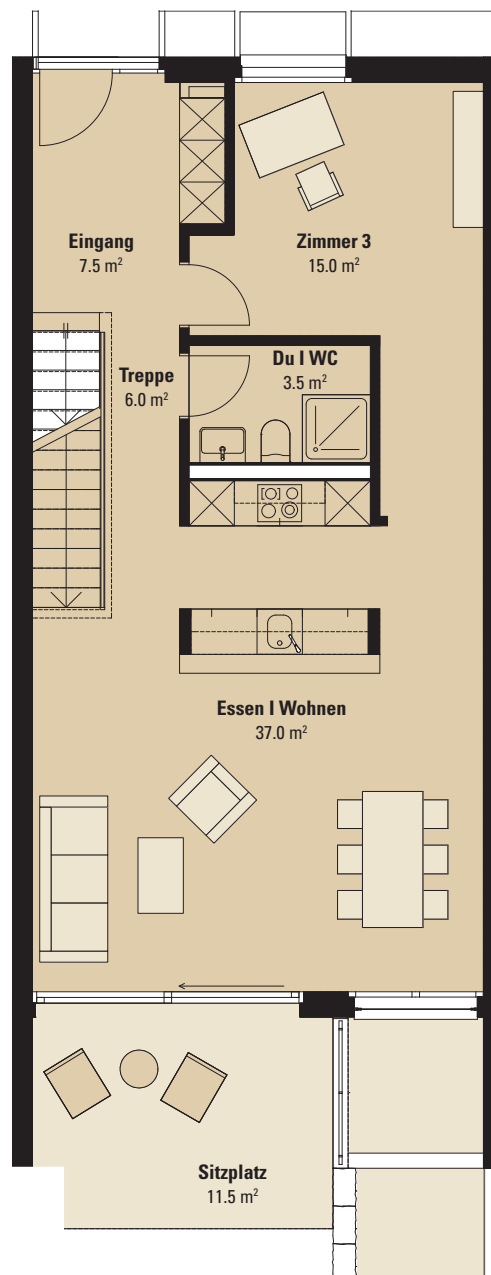 Eingang
7.5 m²
Zimmer 3
15.0 m²
Treppe
6.0 m²
Du I WC
3.5 m²
Essen I Wohnen
37.0 m²
Sitzplatz
11.5 m²